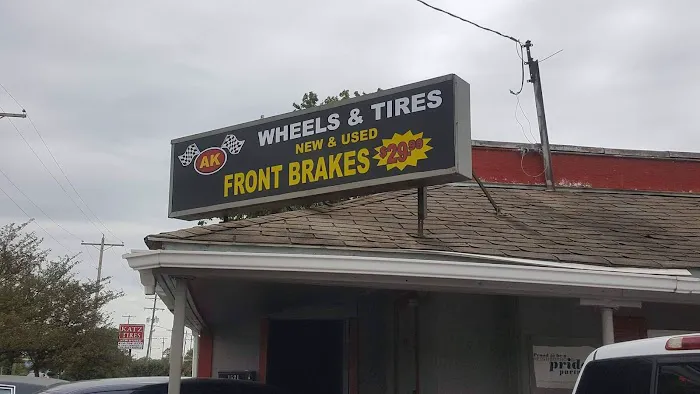 AK
WHEELS & TIRES
NEW & USED
FRONT BRAKES
$29.99
KATZ
TIRES
pride